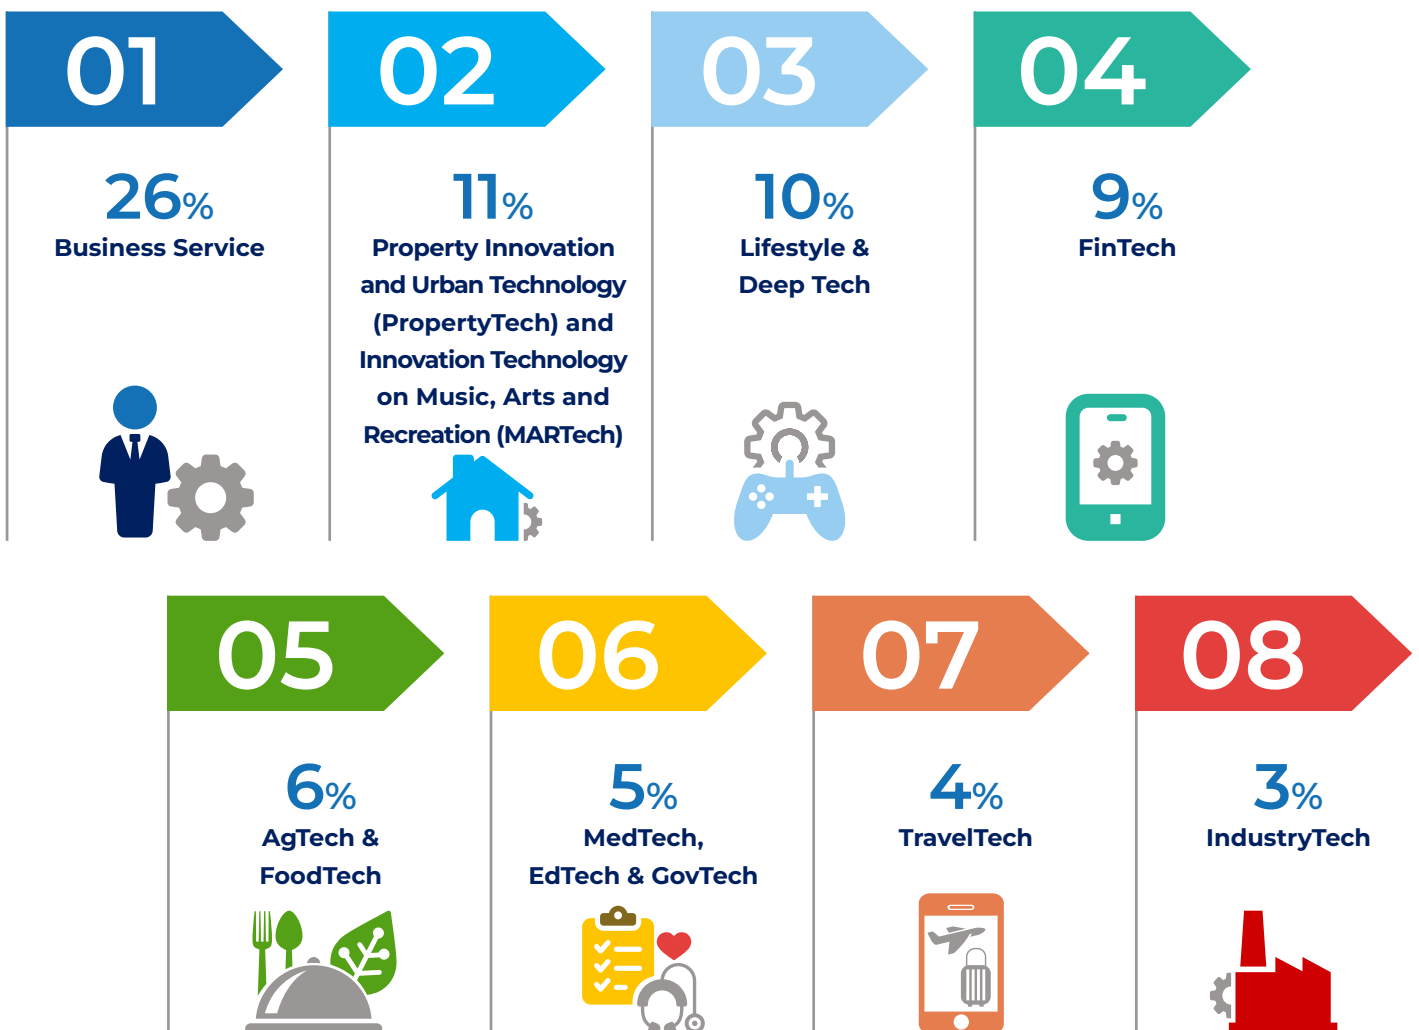 01
02
03
04
26%
Business Service
11%
Property Innovation
and Urban Technology
(PropertyTech) and
Innovation Technology
on Music, Arts and
Recreation (MARTech)
10%
Lifestyle &
Deep Tech
9%
FinTech
05
06
07
08
6%
AgTech &
FoodTech
5%
MedTech,
EdTech & GovTech
4%
TravelTech
3%
IndustryTech